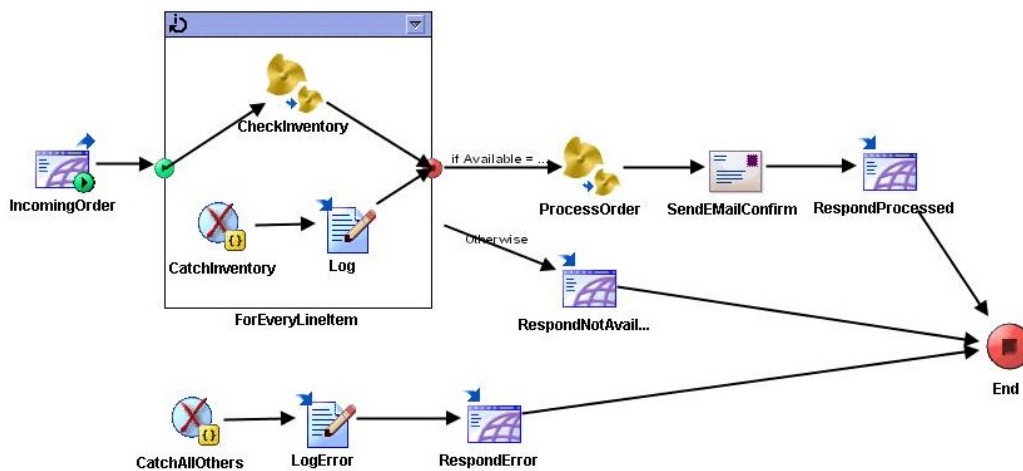 CheckInventory
IncomingOrder
CatchInventory
Log
ForEveryLineItem
if Available = ...
ProcessOrder
SendEMailConfirm
RespondProcessed
Otherwise
RespondNotAvail...
End
CatchAllOthers
LogError
RespondError